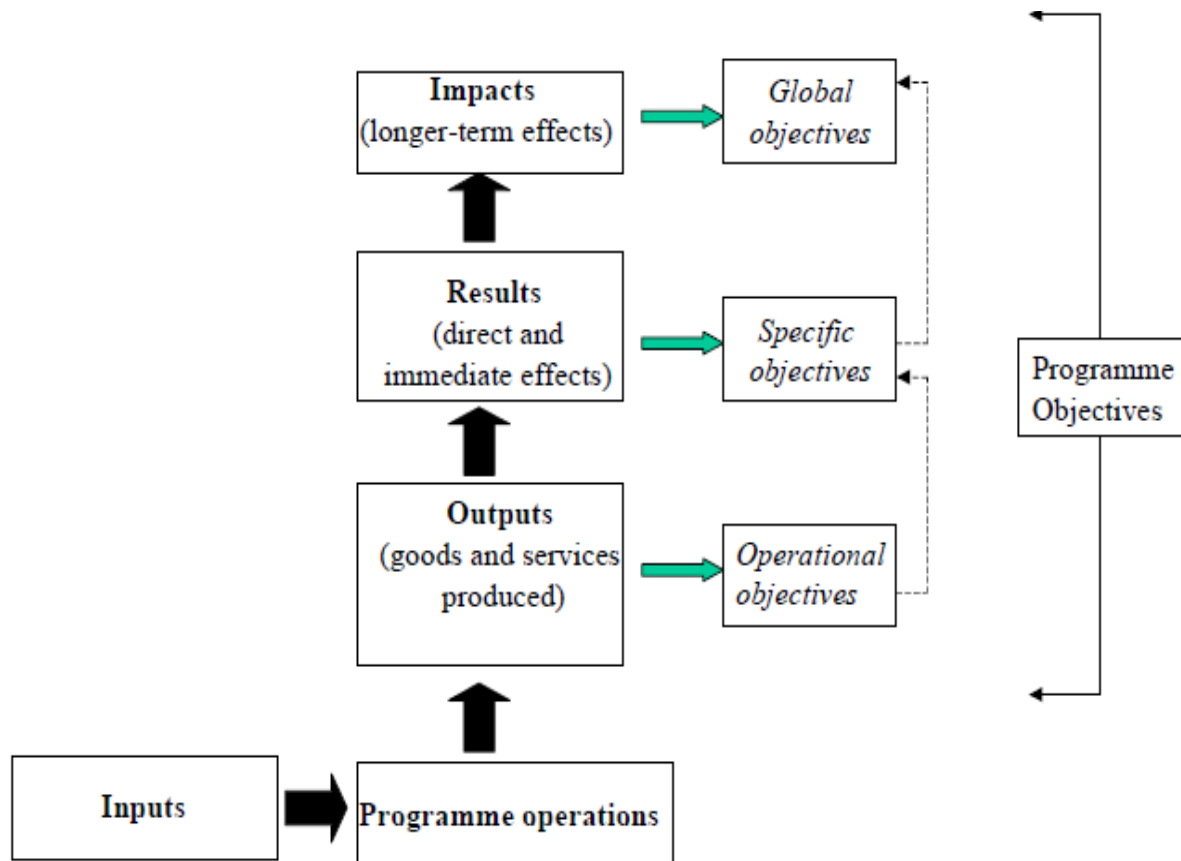 Impacts
(longer-term effects)
Global
objectives
Results
(direct and
immediate effects)
Specific
objectives
Programme
Objectives
Outputs
(goods and services
produced)
Operational
objectives
Inputs
Programme operations